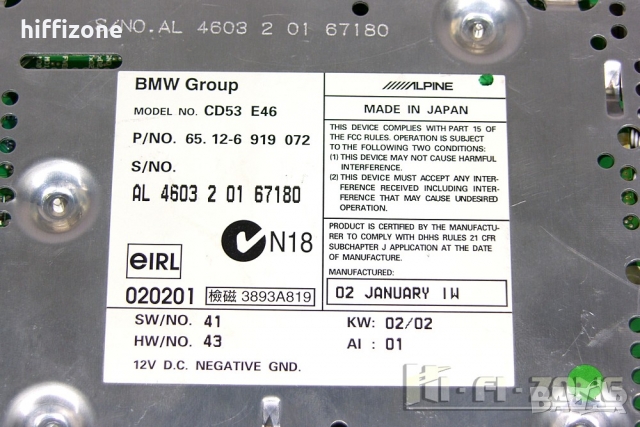 hiffizone
S/NO. AL 4603 2 01 67180
BMW Group
MODEL NO. CD53 E46
P/NO. 65. 12-6 919 072
S/NO.
AL 4603 2 01 67180
N18
eIRL
020201 檢磁 3893A819
ALPINE
MADE IN JAPAN
THIS DEVICE COMPLIES WITH PART 15 OF
THE FCC RULES. OPERATION IS SUBJECT
TO THE FOLLOWING TWO CONDITIONS:
(1) THIS DEVICE MAY NOT CAUSE HARMFUL
INTERFERENCE.
(2) THIS DEVICE MUST ACCEPT ANY INTER-
FERENCE RECEIVED INCLUDING INTER-
FERENCE THAT MAY CAUSE UNDESIRED
OPERATION.
PRODUCT IS CERTIFIED BY THE MANUFACTU-
RER TO COMPLY WITH DHHS RULES 21 CFR
SUBCHAPTER J APPLICATION AT THE DATE
OF MANUFACTURE.
MANUFACTURED:
02 JANUARY 1W
SW/NO. 41
HW/NO. 43
12V D.C. NEGATIVE GND.
KW: 02/02
AI : 01
Hi-Fi-ZONE